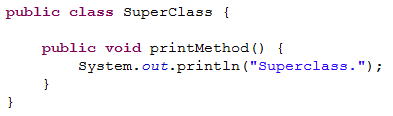 public class SuperClass {
    public void printMethod() {
        System.out.println("Superclass.");
    }
}